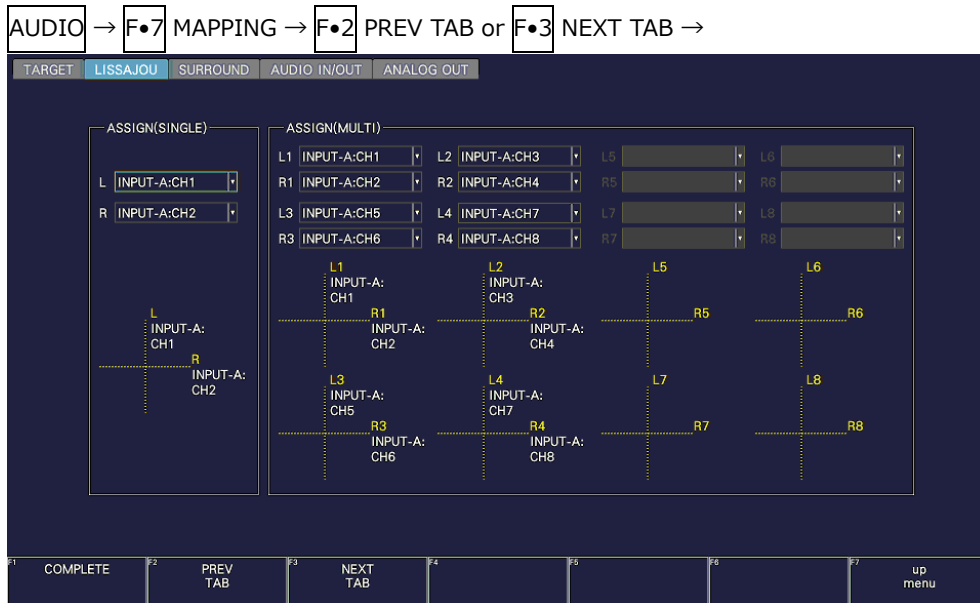 AUDIO → F•7 MAPPING → F•2 PREV TAB or F•3 NEXT TAB →
TARGET LISSAJOU SURROUND AUDIO IN/OUT ANALOG OUT
ASSIGN(SINGLE)
L INPUT-A:CH1
R INPUT-A:CH2
L
INPUT-A:
CH1
R
INPUT-A:
CH2
ASSIGN(MULTI)
L1 INPUT-A:CH1 L2 INPUT-A:CH3 L5 L6
R1 INPUT-A:CH2 R2 INPUT-A:CH4 R5 R6
L3 INPUT-A:CH5 L4 INPUT-A:CH7 L7 L8
R3 INPUT-A:CH6 R4 INPUT-A:CH8 R7 R8
L1
INPUT-A:
CH1
R1
INPUT-A:
CH2
L2
INPUT-A:
CH3
R2
INPUT-A:
CH4
L5
R5
L6
R6
L3
INPUT-A:
CH5
R3
INPUT-A:
CH6
L4
INPUT-A:
CH7
R4
INPUT-A:
CH8
L7
R7
L8
R8
F1 COMPLETE
F2 PREV
TAB
F3 NEXT
TAB
F4
F5
F6
F7 up
menu